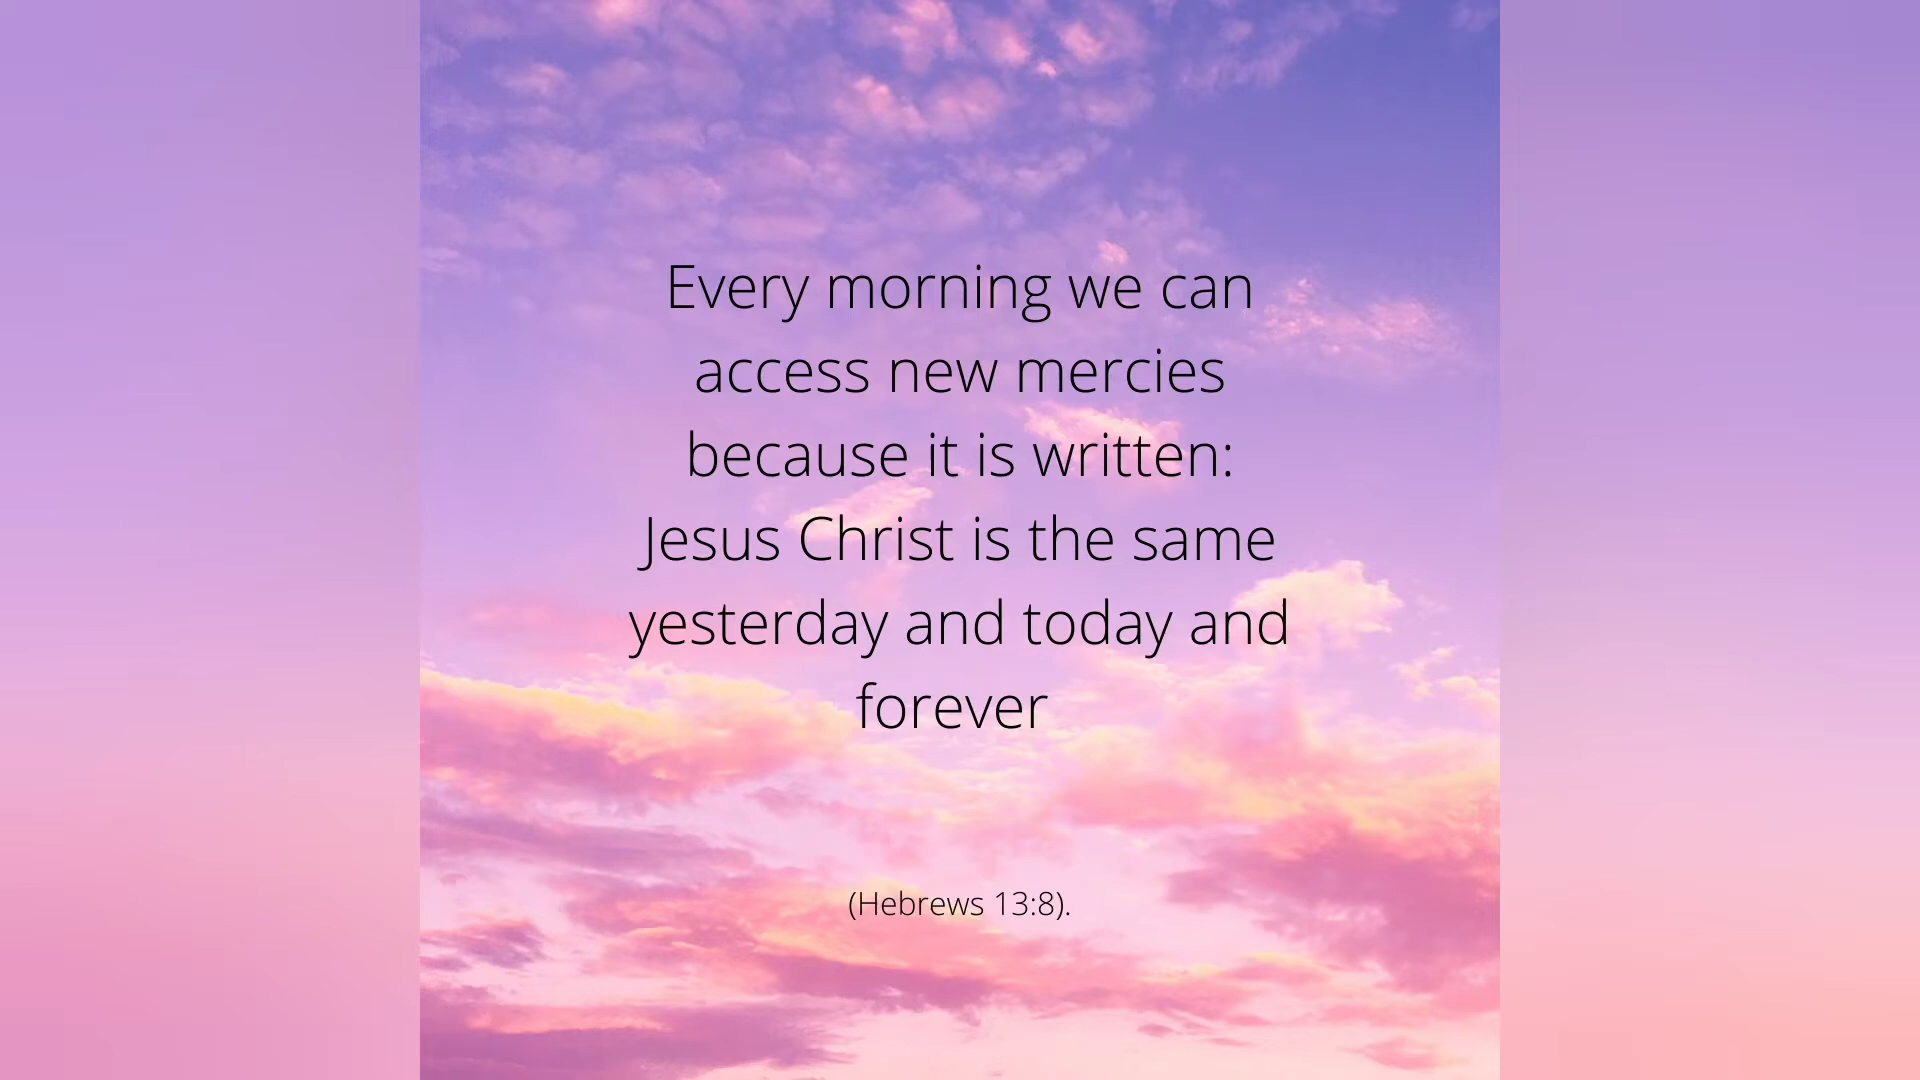 Every morning we can
access new mercies
because it is written:
Jesus Christ is the same
yesterday and today and
forever
(Hebrews 13:8).